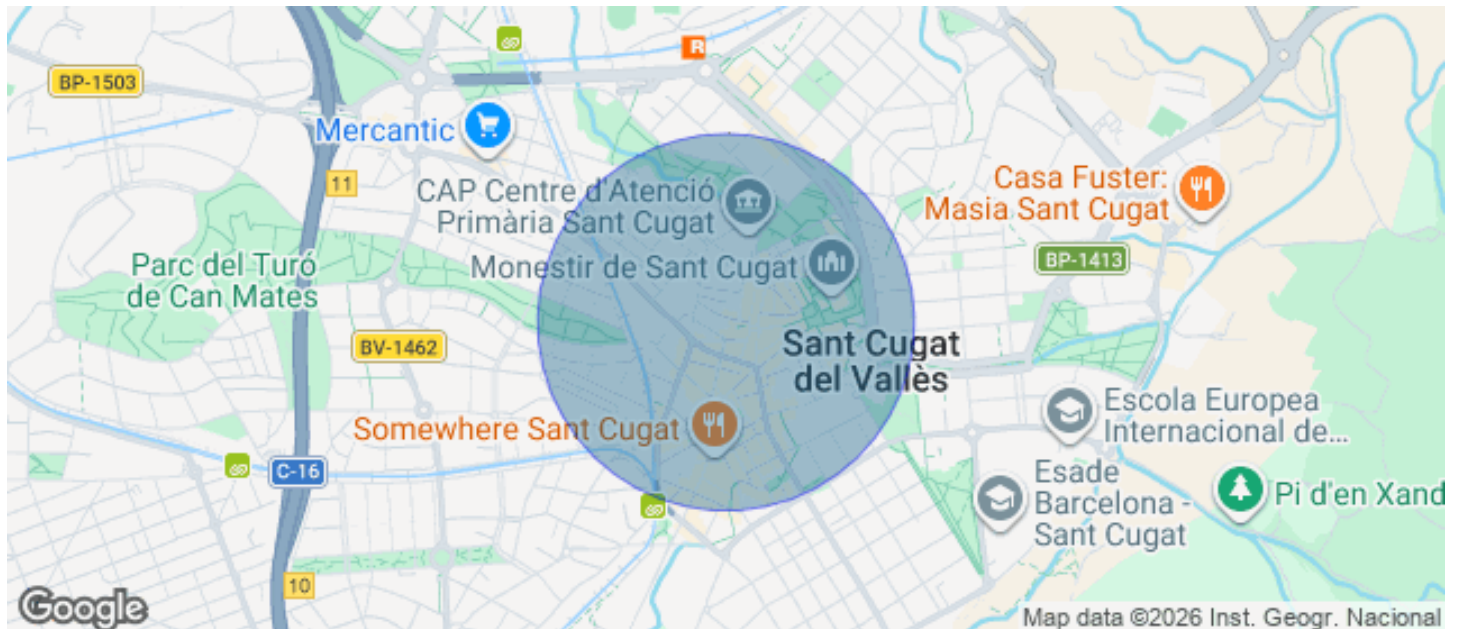 R
BP-1503
Mercantic
11
CAP Centre d'Atenció
Primària Sant Cugat
Casa Fuster:
Masia Sant Cugat
Monestir de Sant Cugat
BP-1413
Parc del Turó
de Can Mates
BV-1462
Sant Cugat
del Vallès
Somewhere Sant Cugat
Escola Europea
Internacional de...
C-16
Esade
Barcelona -
Sant Cugat
Pi d'en Xand
10
Google
Map data ©2026 Inst. Geogr. Nacional